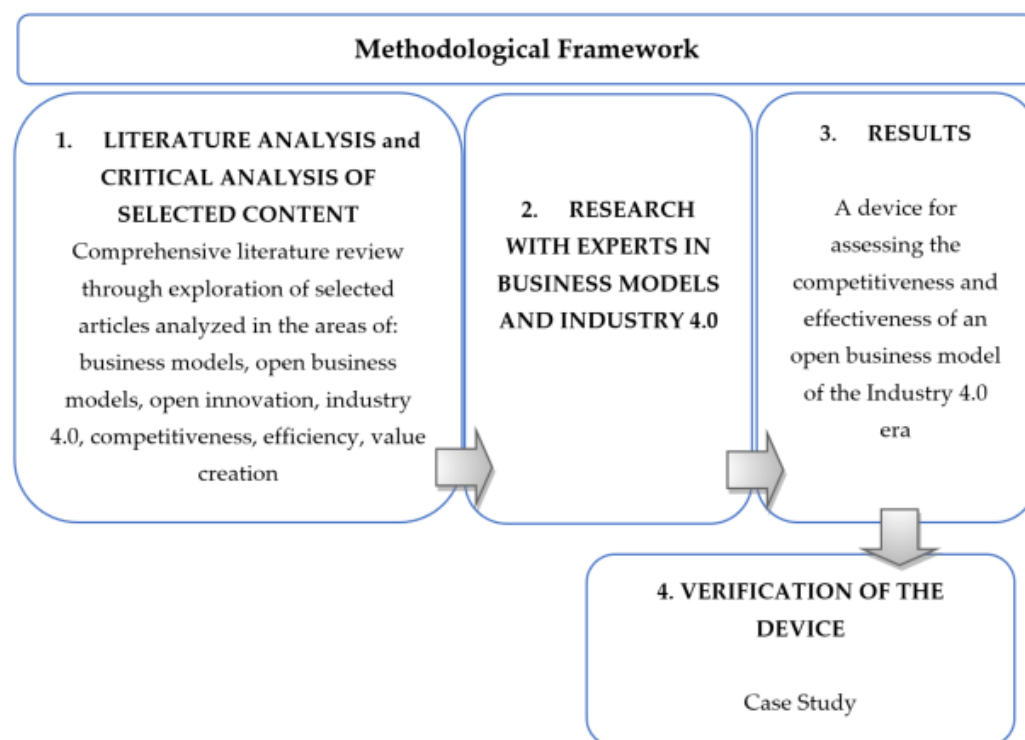 Methodological Framework
1. LITERATURE ANALYSIS and
CRITICAL ANALYSIS OF
SELECTED CONTENT
Comprehensive literature review
through exploration of selected
articles analyzed in the areas of:
business models, open business
models, open innovation, industry
4.0, competitiveness, efficiency, value
creation
2. RESEARCH
WITH EXPERTS IN
BUSINESS MODELS
AND INDUSTRY 4.0
3. RESULTS
A device for
assessing the
competitiveness and
effectiveness of an
open business model
of the Industry 4.0
era
4. VERIFICATION OF THE
DEVICE
Case Study